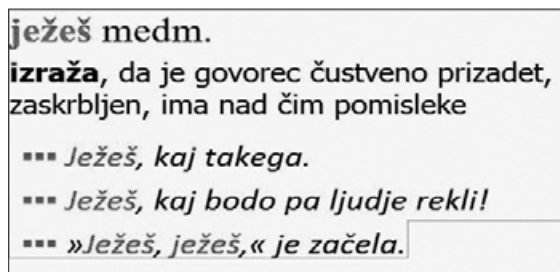 ježeš medm.
izraža, da je govorec čustveno prizadet,
zaskrbljen, ima nad čim pomisleke
▪▪▪ Ježeš, kaj takega.
▪▪▪ Ježeš, kaj bodo pa ljudje rekli!
▪▪▪ »Ježeš, ježeš,« je začela.